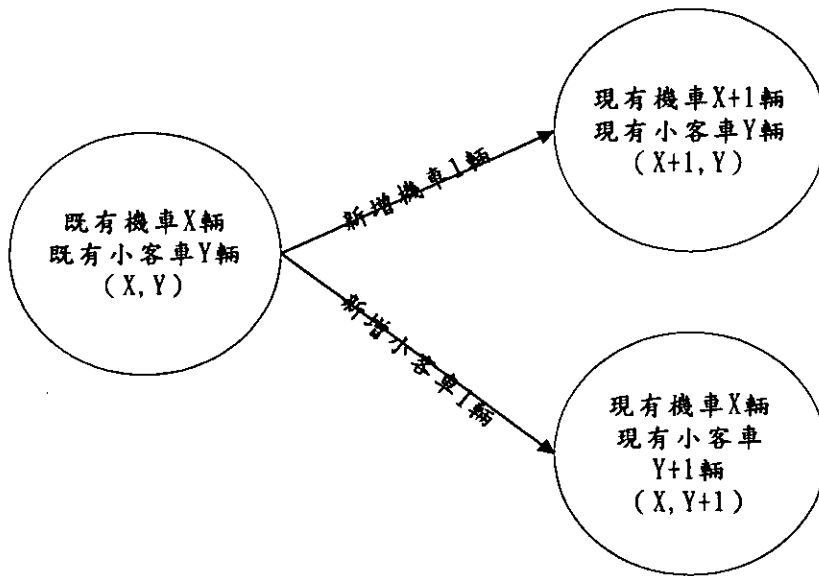 既有機車X輛
既有小客車Y輛
(X,Y)
新增機車1輛
現有機車X+1輛
現有小客車Y輛
(X+1,Y)
新增小客車1輛
現有機車X輛
現有小客車
Y+1輛
(X,Y+1)